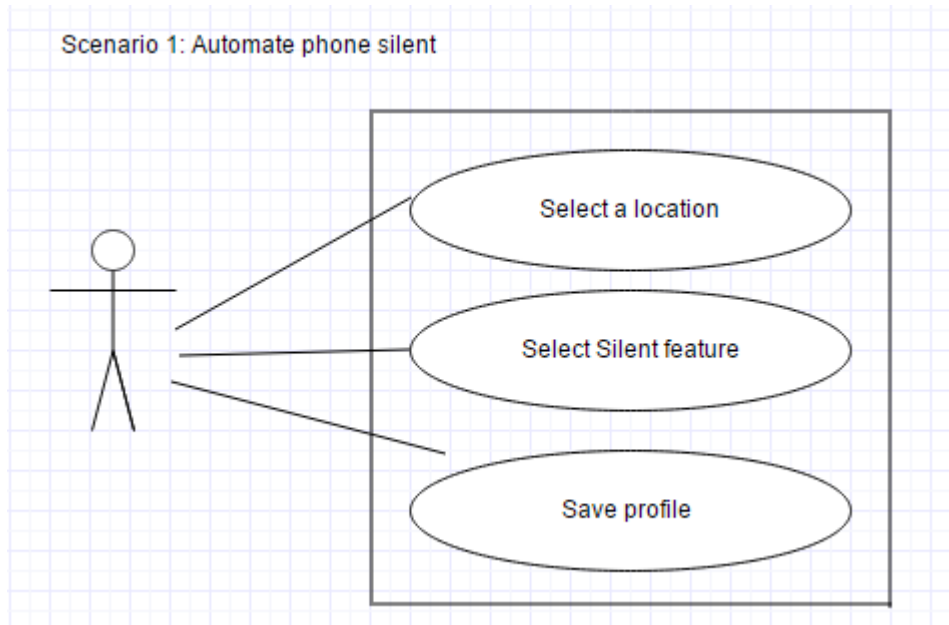 Scenario 1: Automate phone silent
Select a location
Select Silent feature
Save profile